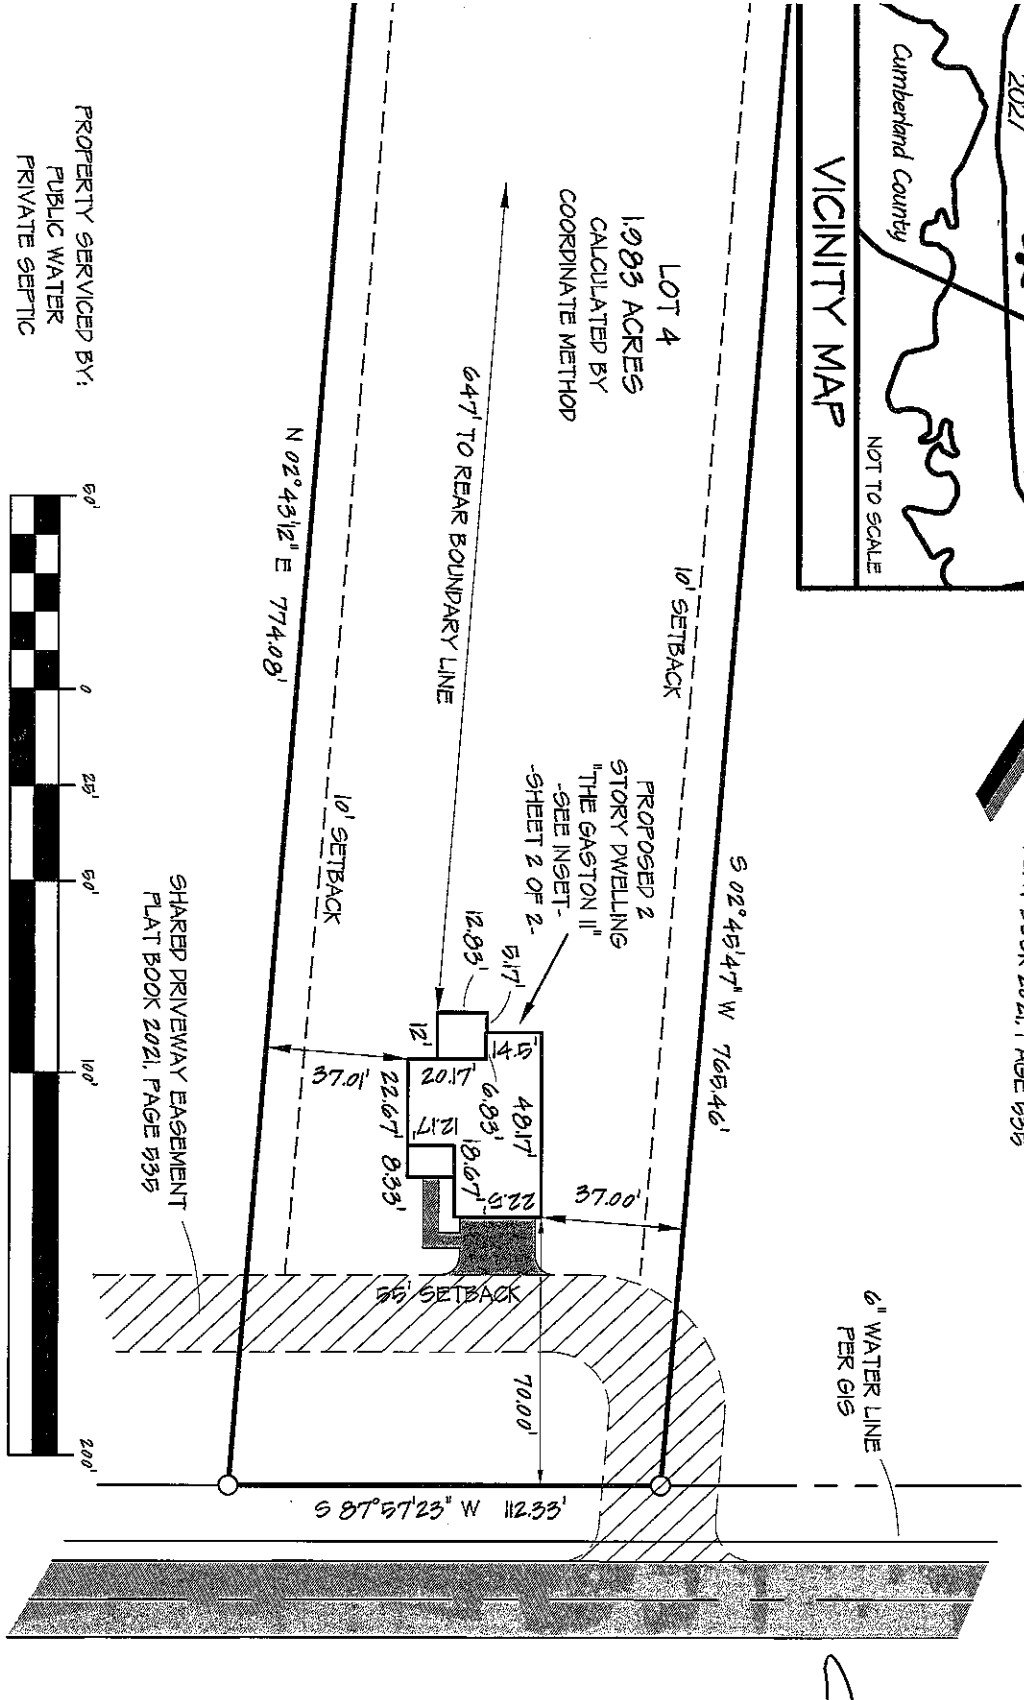 2027
Cumberland County
NOT TO SCALE
VICINITY MAP
LOT 4
1.983 ACRES
CALCULATED BY
COORDINATE METHOD
647' TO REAR BOUNDARY LINE
10' SETBACK
S 02°45'47" W 765.46'
PROPOSED 2
STORY DWELLING
"THE GASTON II"
-SEE INSET-
-SHEET 2 OF 2-
N 02°43'12" E 774.08'
10' SETBACK
5.17'
12.83'
12'
14.5'
6.83'
20.17'
48.17'
22.67'
12.17'
18.67'
8.33'
22.5'
37.01'
37.00'
55' SETBACK
70.00'
SHARED DRIVEWAY EASEMENT
PLAT BOOK 2021, PAGE 535
6" WATER LINE
PER GIS
S 87°57'23" W 112.33'
PROPERTY SERVICED BY:
PUBLIC WATER
PRIVATE SEPTIC
50' 0 25' 50' 100' 200'
2021, PAGE 535